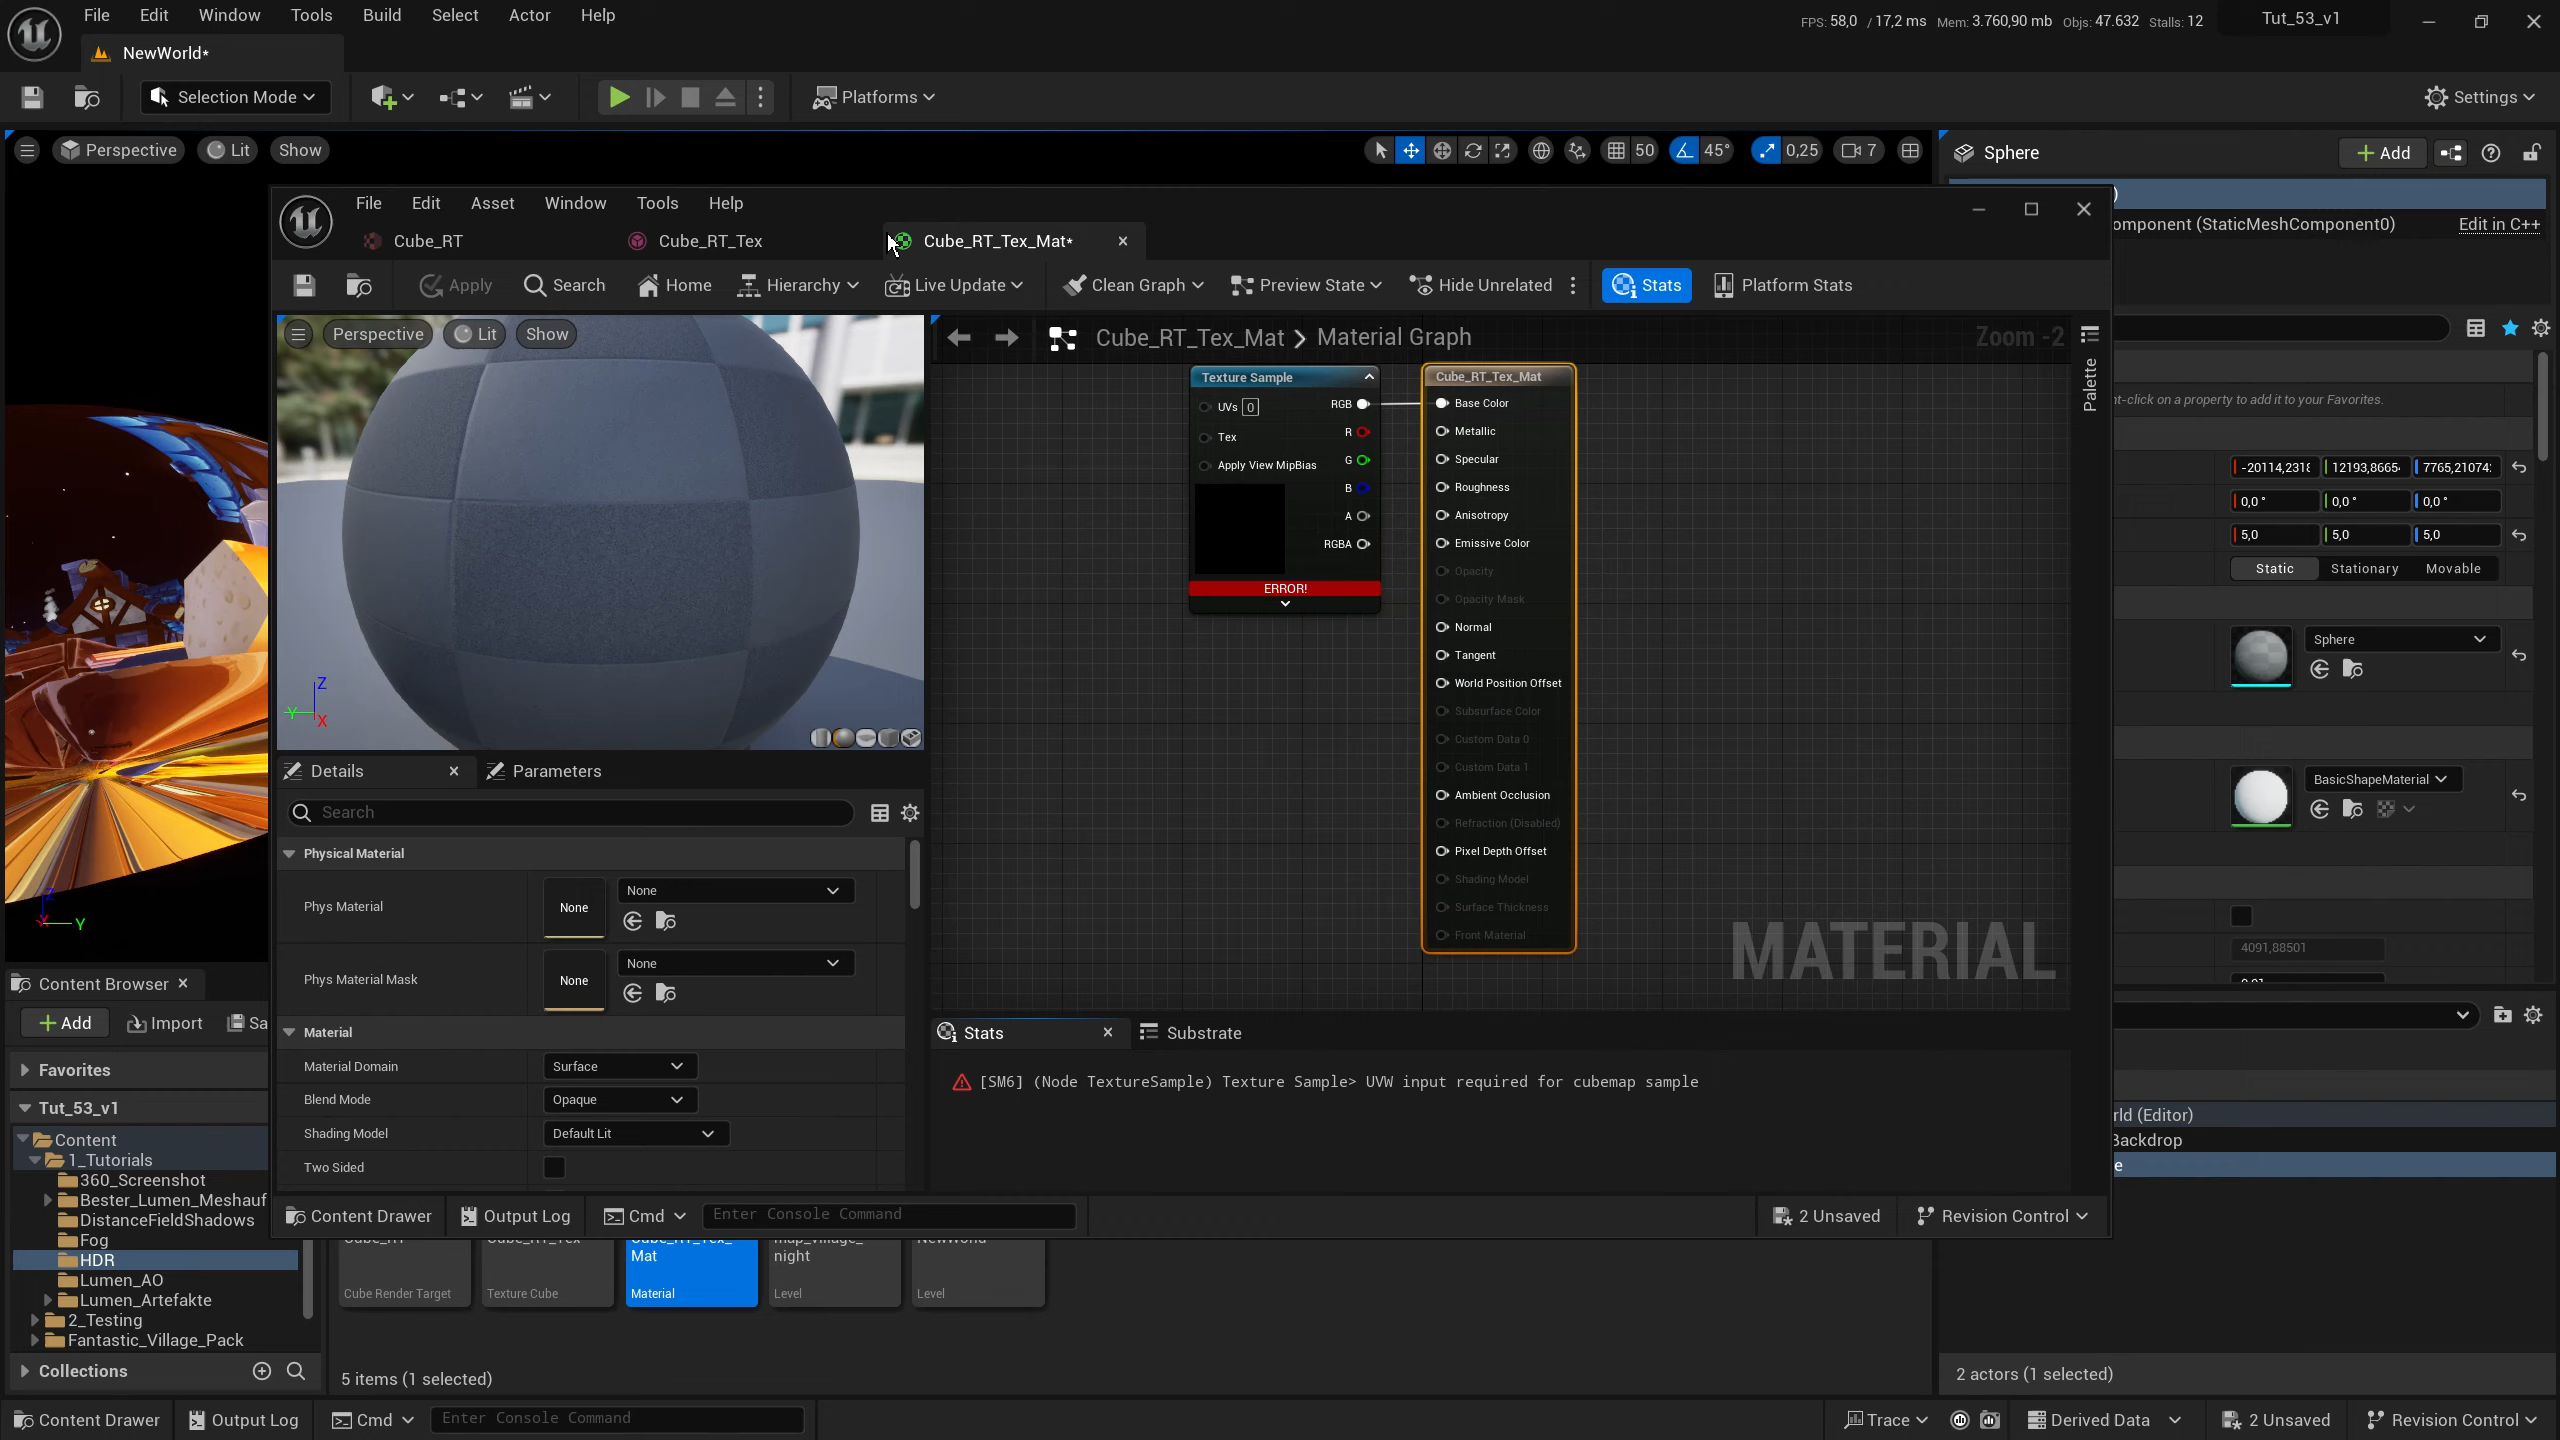 File Edit Window Tools Build Select Actor Help
FPS: 58,0 / 17,2 ms Mem: 3.760,90 mb Objs: 47.632 Stalls: 12
Tut_53_v1
NewWorld*
Selection Mode
Platforms
Settings
Perspective Lit Show
50 45° 0,25 7
Sphere
Add
File Edit Asset Window Tools Help
omponent (StaticMeshComponent0) Edit in C++
Cube_RT Cube_RT_Tex Cube_RT_Tex_Mat*
Apply Search Home Hierarchy Live Update Clean Graph Preview State Hide Unrelated Stats Platform Stats
Perspective Lit Show
Cube_RT_Tex_Mat > Material Graph
Zoom -2
Palette
Texture Sample
UVs 0 RGB
R
Tex
G
Apply View MipBias
B
A
RGBA
ERROR!
Cube_RT_Tex_Mat
Base Color
Metallic
Specular
Roughness
Anisotropy
Emissive Color
Opacity
Opacity Mask
Normal
Tangent
World Position Offset
Subsurface Color
Custom Data 0
Custom Data 1
Ambient Occlusion
Refraction (Disabled)
Pixel Depth Offset
Shading Model
Surface Thickness
Front Material
MATERIAL
t-click on a property to add it to your Favorites.
-20114,231 12193,8665 7765,21074
0,0 ° 0,0 ° 0,0 °
5,0 5,0 5,0
Static Stationary Movable
Sphere
BasicShapeMaterial
4091,88501
Z
Y
X
Z
Y
Details Parameters
Search
Physical Material
Phys Material None None
Phys Material Mask None None
Material
Material Domain Surface
Blend Mode Opaque
Shading Model Default Lit
Two Sided
Stats Substrate
[SM6] (Node TextureSample) Texture Sample> UVW input required for cubemap sample
Content Drawer Output Log Cmd Enter Console Command 2 Unsaved Revision Control
Content Browser
Add Import Sa
Favorites
Tut_53_v1
Content
1_Tutorials
360_Screenshot
Bester_Lumen_Meshauf
DistanceFieldShadows
Fog
HDR
Lumen_AO
Lumen_Artefakte
2_Testing
Fantastic_Village_Pack
Collections
Cube_RT
Cube Render Target
Cube_RT_Tex
Texture Cube
Cube_RT_Tex_
Mat
Material
map_village_
night
Level
NewWorld
Level
5 items (1 selected)
rld (Editor)
Backdrop
e
2 actors (1 selected)
Content Drawer Output Log Cmd Enter Console Command
Trace Derived Data 2 Unsaved Revision Control